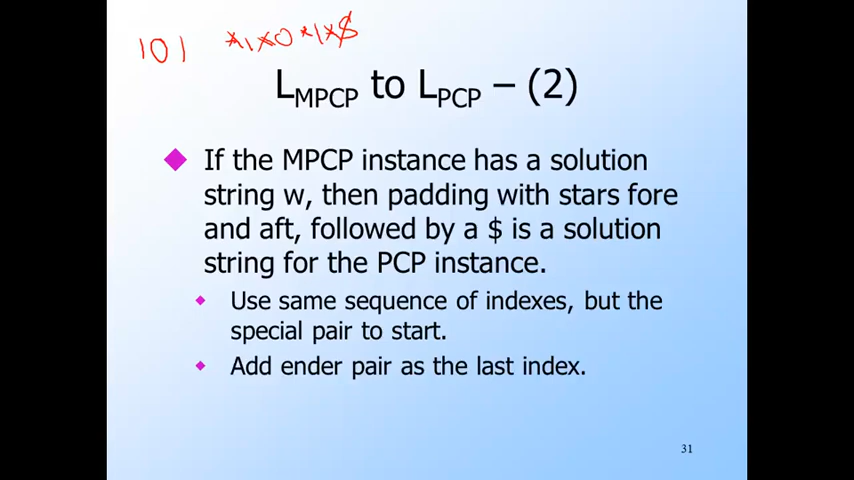 101 *1*0*1*$
L_MPCP to L_PCP – (2)
If the MPCP instance has a solution
string w, then padding with stars fore
and aft, followed by a $ is a solution
string for the PCP instance.
Use same sequence of indexes, but the
special pair to start.
Add ender pair as the last index.
31